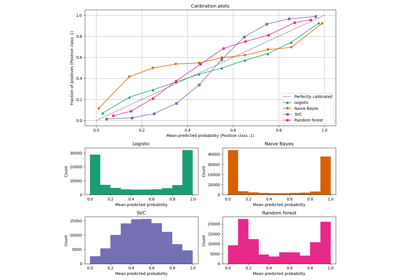 Calibration plots
1.0
0.8
0.6
0.4
0.2
0.0
Fraction of positives (Positive class: 1)
0.0 0.2 0.4 0.6 0.8 1.0
Mean predicted probability (Positive class: 1)
Perfectly calibrated
Logistic
Naive Bayes
SVC
Random forest
Logistic
30000
20000
10000
0
Count
0.0 0.2 0.4 0.6 0.8 1.0
Mean predicted probability
Naive Bayes
40000
30000
20000
10000
0
Count
0.0 0.2 0.4 0.6 0.8 1.0
Mean predicted probability
SVC
15000
10000
5000
0
Count
0.0 0.2 0.4 0.6 0.8 1.0
Mean predicted probability
Random forest
20000
15000
10000
5000
0
Count
0.0 0.2 0.4 0.6 0.8 1.0
Mean predicted probability